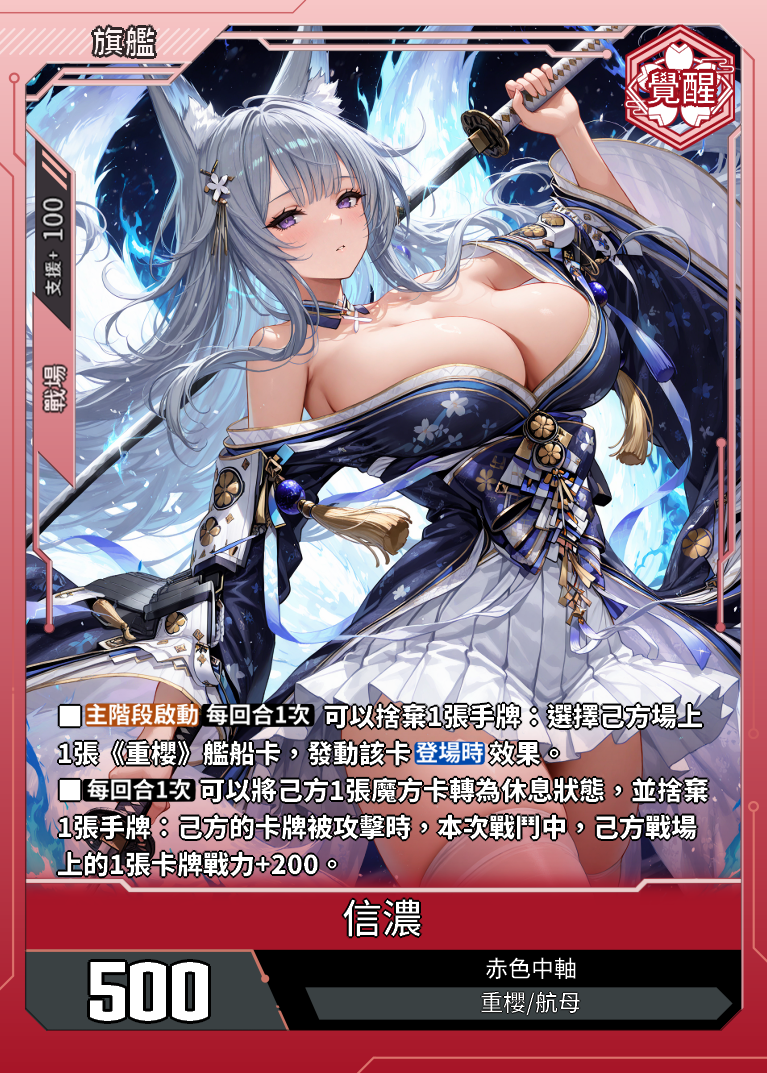 旗艦
覺醒
支援+ 100
戰場
■主階段啟動 每回合1次 可以捨棄1張手牌：選擇己方場上
1張《重櫻》艦船卡，發動該卡 登場時 效果。
■每回合1次 可以將己方1張魔方卡轉為休息狀態，並捨棄
1張手牌：己方的卡牌被攻擊時，本次戰鬥中，己方戰場
上的1張卡牌戰力+200。
信濃
500
赤色中軸
重櫻/航母